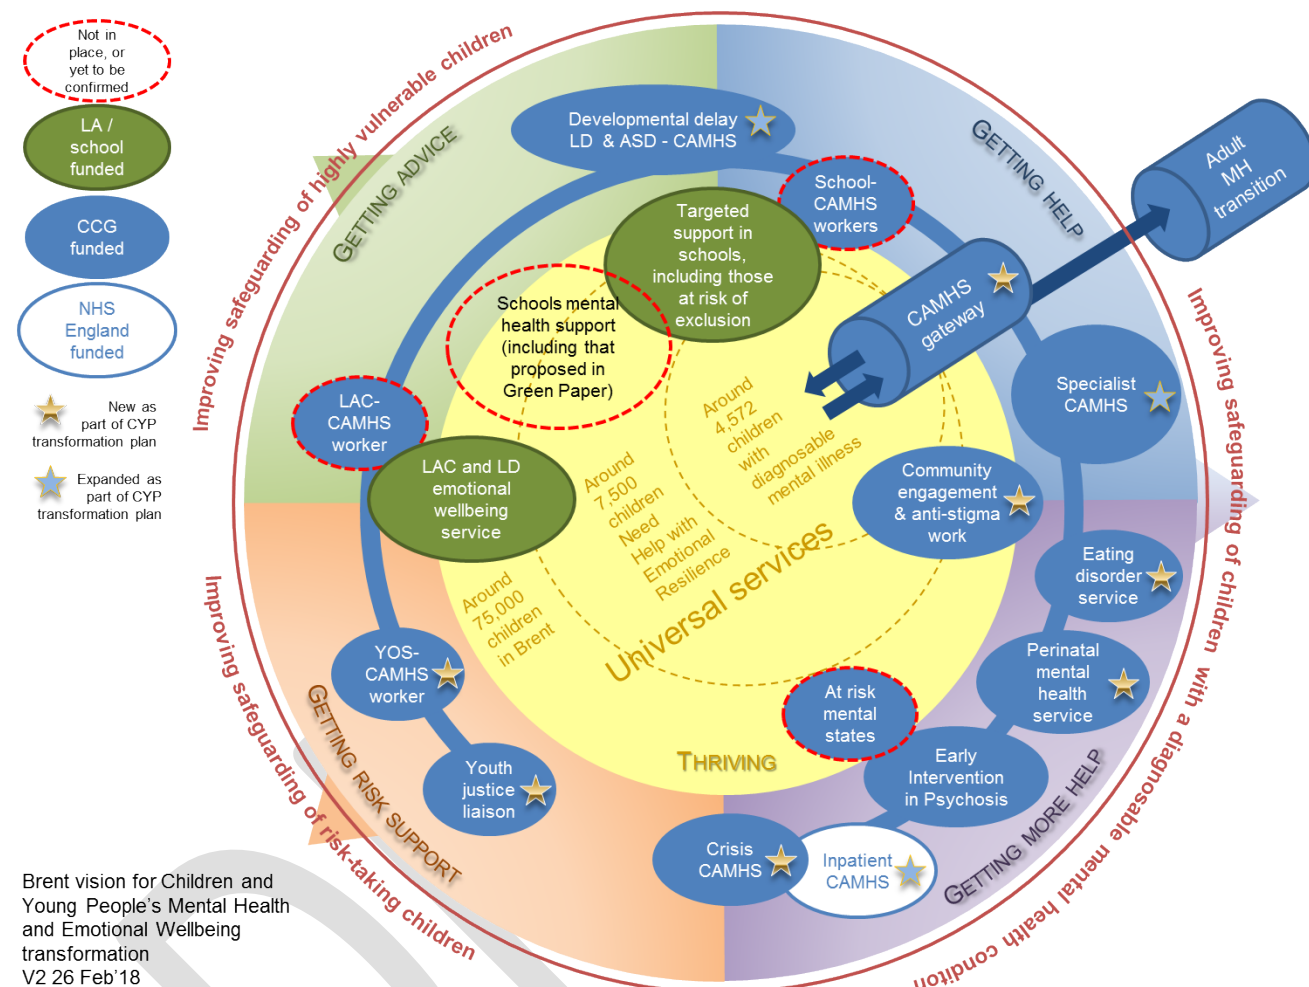 Not in
place, or
yet to be
confirmed
LA /
school
funded
CCG
funded
NHS
England
funded
New as
part of CYP
transformation plan
Expanded as
part of CYP
transformation plan
Improving safeguarding of highly vulnerable children
Improving safeguarding of children with a diagnosable mental health conditon
Improving safeguarding of risk-taking children
GETTING ADVICE
GETTING HELP
GETTING MORE HELP
GETTING RISK SUPPORT
THRIVING
Developmental delay
LD & ASD - CAMHS
School-
CAMHS
workers
Targeted
support in
schools,
including those
at risk of
exclusion
Adult
MH
transition
CAMHS
gateway
Schools mental
health support
(including that
proposed in
Green Paper)
Specialist
CAMHS
LAC-
CAMHS
worker
LAC and LD
emotional
wellbeing
service
Around
4,572
children
with
diagnosable
mental illness
Around
7,500
children
Need
Help with
Emotional
Resilience
Around
75,000
children
in Brent
Universal services
Community
engagement
& anti-stigma
work
Eating
disorder
service
Perinatal
mental
health
service
YOS-
CAMHS
worker
At risk
mental
states
Early
Intervention
in Psychosis
Youth
justice
liaison
Crisis
CAMHS
Inpatient
CAMHS
Brent vision for Children and
Young People's Mental Health
and Emotional Wellbeing
transformation
V2 26 Feb'18